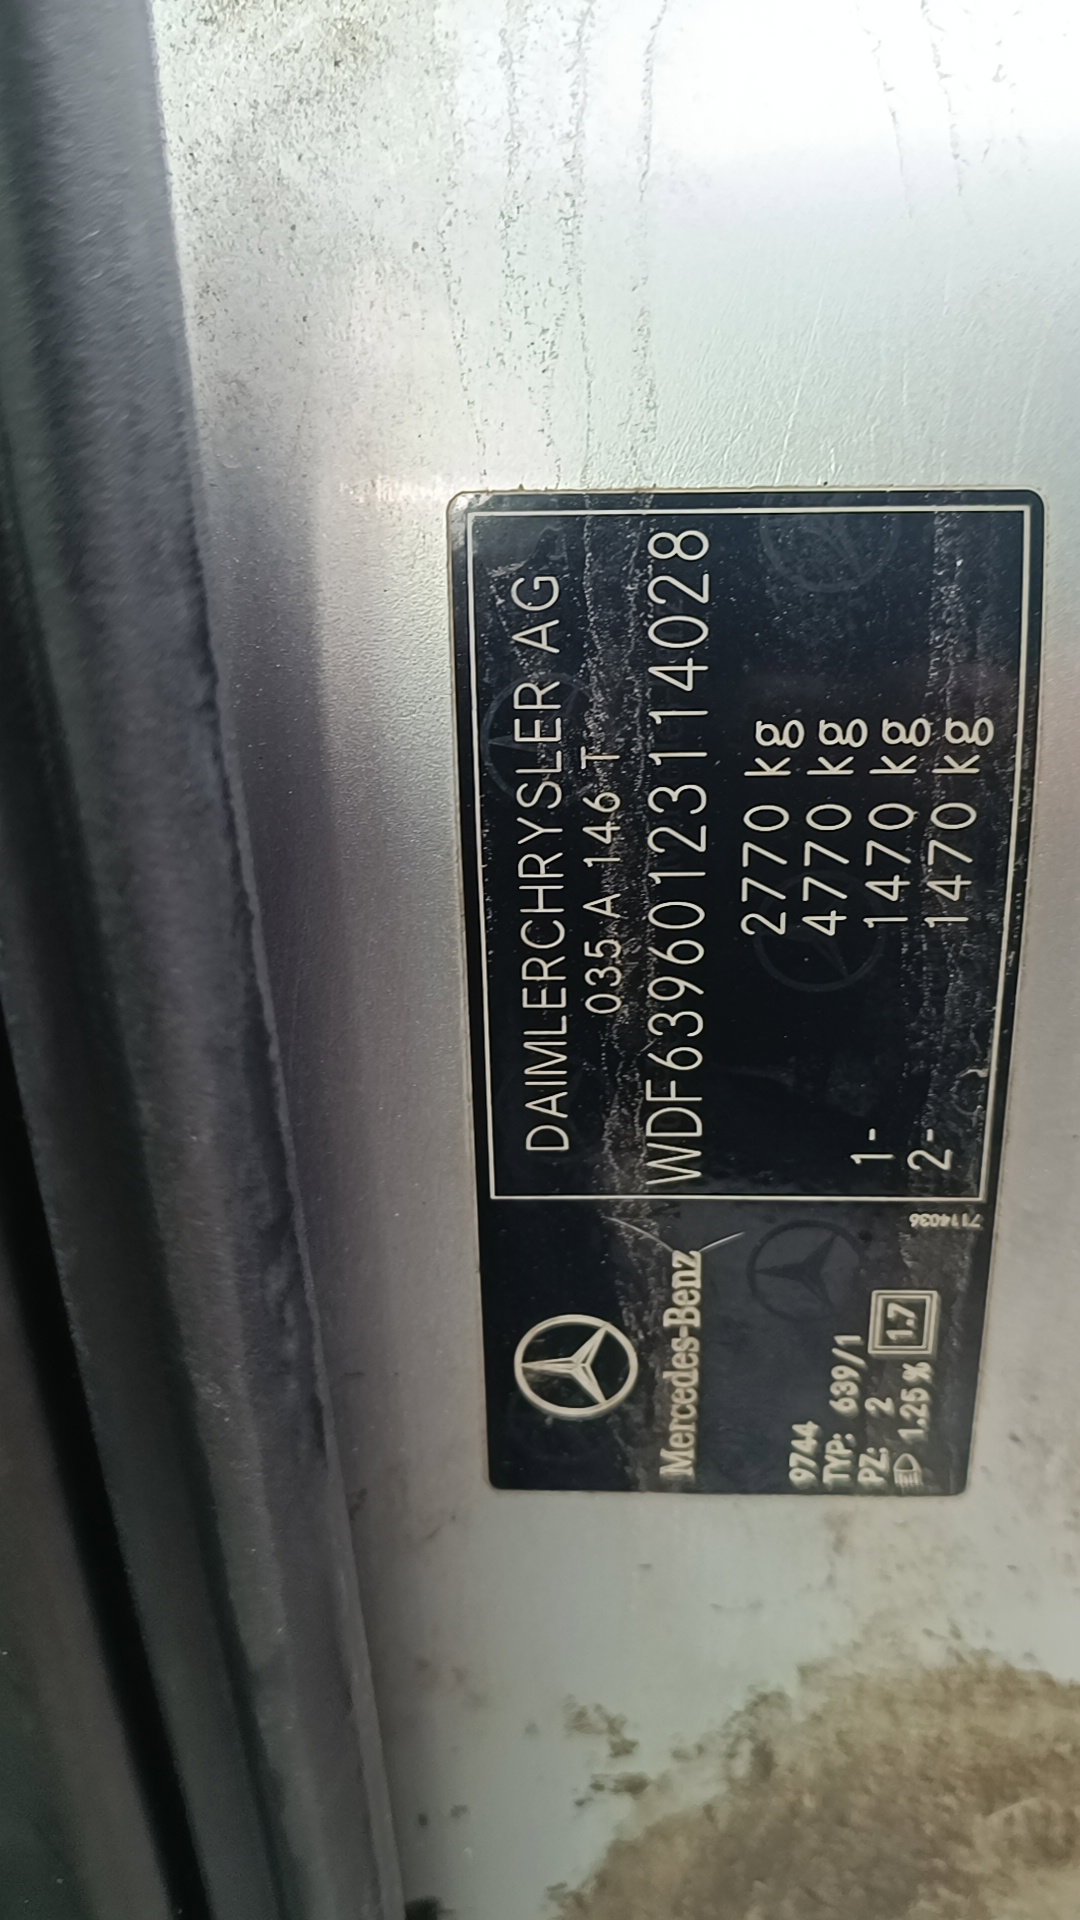 DAIMLERCHRYSLER AG
035 A 146 T
WDF63960123114028
2770 kg
4770 kg
1- 1470 kg
2- 1470 kg
7114036
Mercedes-Benz
9744
TYP: 639/1
PZ: 2
1.25 % 1.7